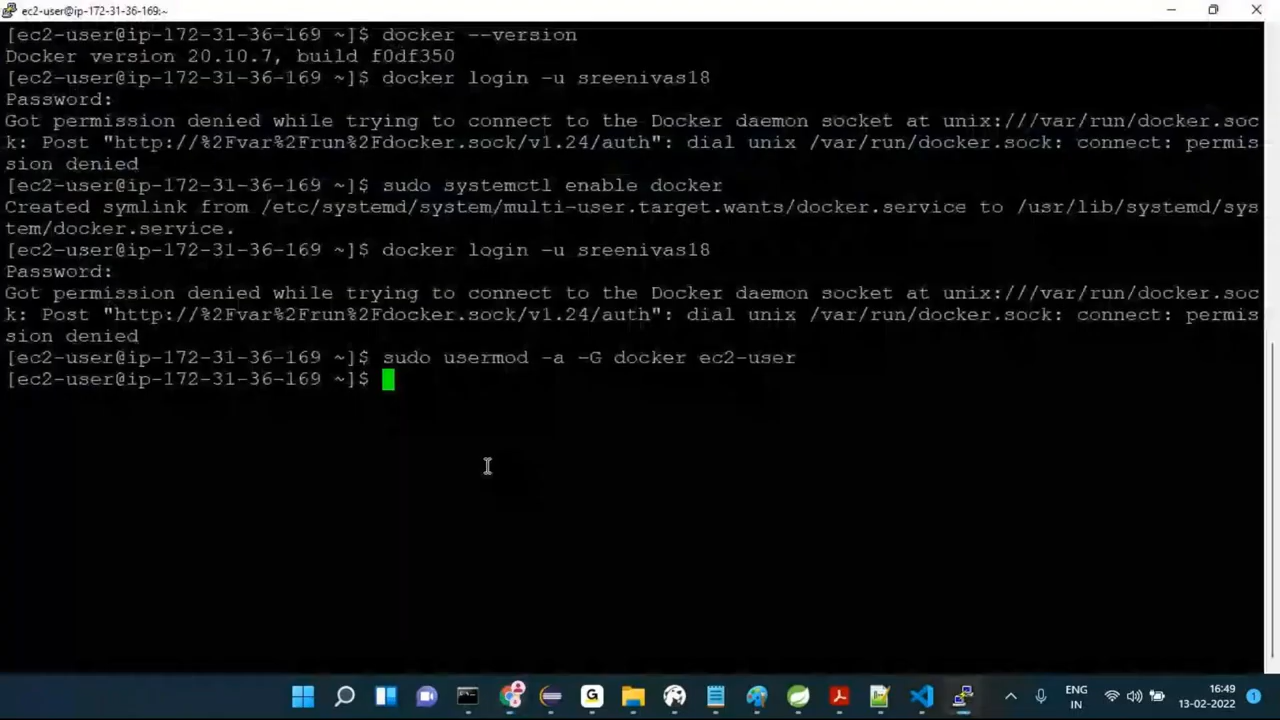 ec2-user@ip-172-31-36-169:~
[ec2-user@ip-172-31-36-169 ~]$ docker --version
Docker version 20.10.7, build f0df350
[ec2-user@ip-172-31-36-169 ~]$ docker login -u sreenivas18
Password:
Got permission denied while trying to connect to the Docker daemon socket at unix:///var/run/docker.soc
k: Post "http://%2Fvar%2Frun%2Fdocker.sock/v1.24/auth": dial unix /var/run/docker.sock: connect: permis
sion denied
[ec2-user@ip-172-31-36-169 ~]$ sudo systemctl enable docker
Created symlink from /etc/systemd/system/multi-user.target.wants/docker.service to /usr/lib/systemd/sys
tem/docker.service.
[ec2-user@ip-172-31-36-169 ~]$ docker login -u sreenivas18
Password:
Got permission denied while trying to connect to the Docker daemon socket at unix:///var/run/docker.soc
k: Post "http://%2Fvar%2Frun%2Fdocker.sock/v1.24/auth": dial unix /var/run/docker.sock: connect: permis
sion denied
[ec2-user@ip-172-31-36-169 ~]$ sudo usermod -a -G docker ec2-user
[ec2-user@ip-172-31-36-169 ~]$
ENG
IN
16:49
13-02-2022
1